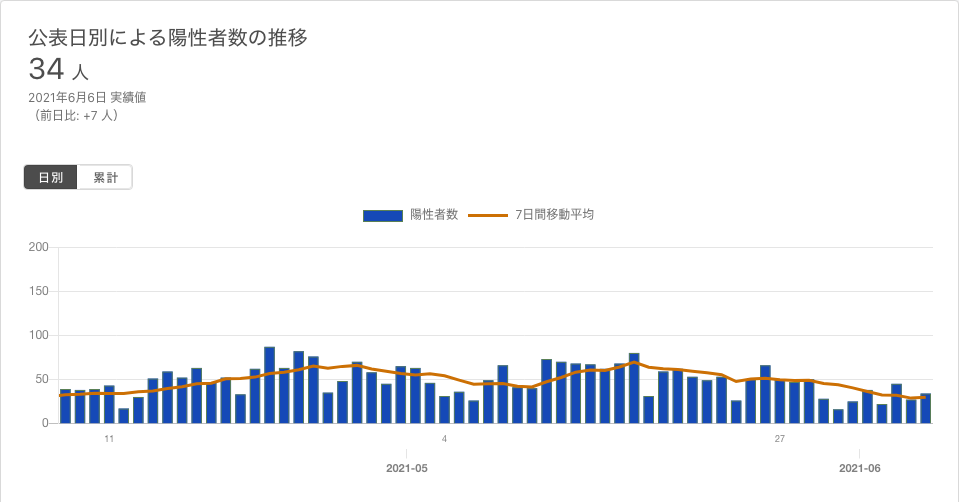 公表日別による陽性者数の推移
34 人
2021年6月6日 実績値
（前日比: +7 人）
日別 累計
陽性者数 7日間移動平均
200
150
100
50
0
11 4 27
2021-05 2021-06